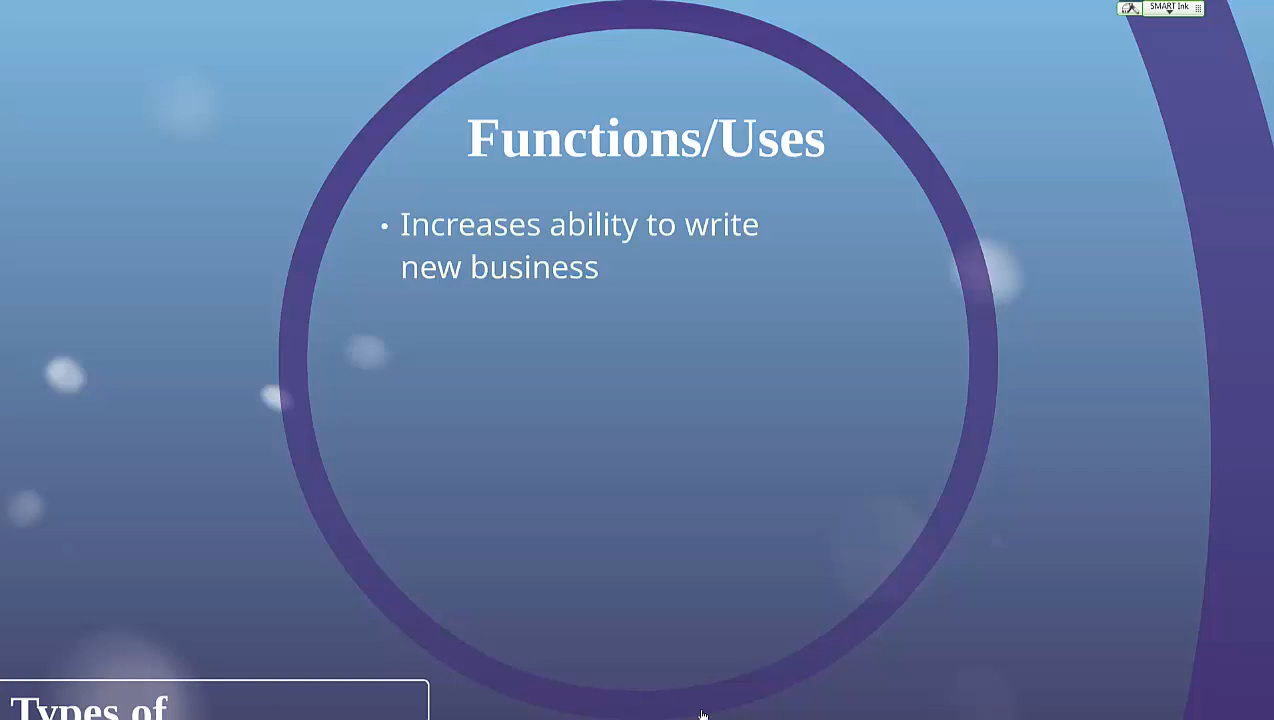 SMART Ink
Functions/Uses
• Increases ability to write
new business
Types of